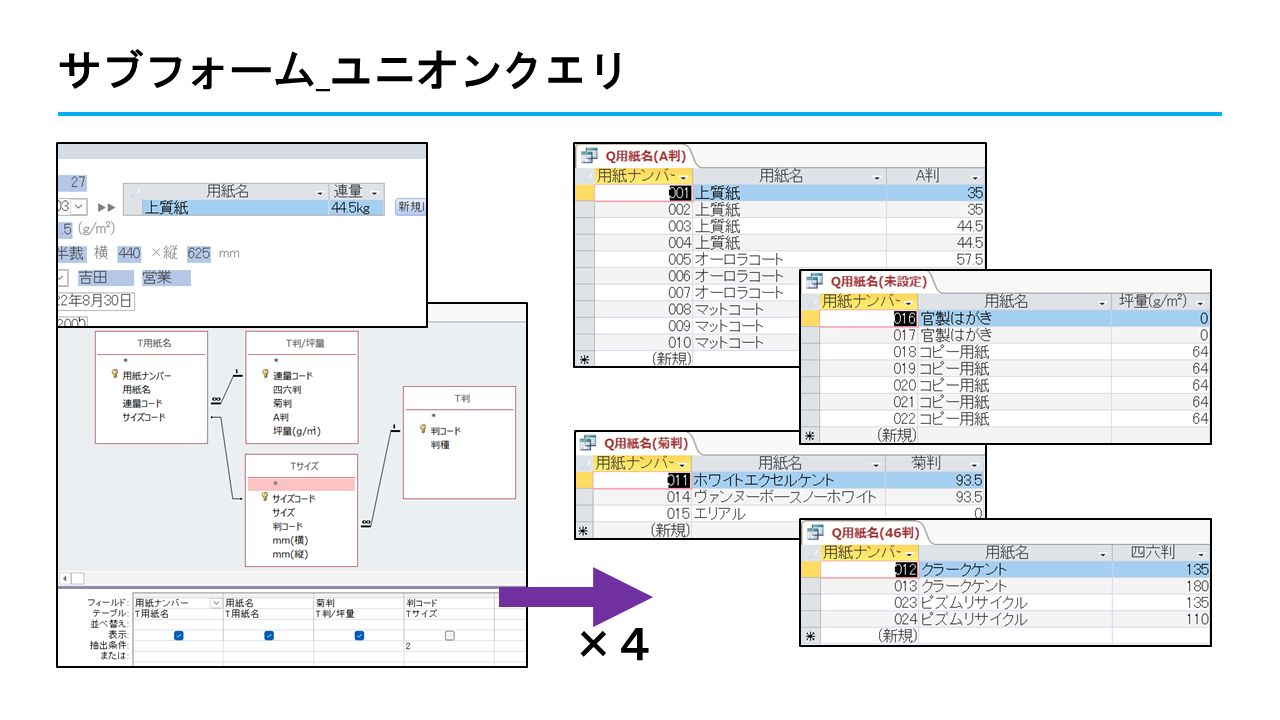 サブフォーム_ユニオンクエリ
27
用紙名 連量
03
上質紙 44.5kg
新規
.5 (g/m²)
半裁 横 440 ×縦 625 mm
吉田 営業
22年8月30日
T用紙名
*
用紙ナンバー
用紙名
連量コード
サイズコード
T判/坪量
*
連量コード
四六判
菊判
A判
坪量(g/㎡)
∞ 1
Tサイズ
*
サイズコード
サイズ
判コード
mm(横)
mm(縦)
∞ 1
T判
*
判コード
判種
フィールド: 用紙ナンバー 用紙名 菊判 判コード
テーブル: T用紙名 T用紙名 T判/坪量 Tサイズ
並べ替え:
表示:
抽出条件: 2
または:
×４
Q用紙名(A判)
用紙ナンバー 用紙名 A判
001 上質紙 35
002 上質紙 35
003 上質紙 44.5
004 上質紙 44.5
005 オーロラコート 57.5
006 オーロラコート
007 オーロラコート
008 マットコート
009 マットコート
010 マットコート
* (新規)
Q用紙名(未設定)
用紙ナンバー 用紙名 坪量(g/m²)
016 官製はがき 0
017 官製はがき 0
018 コピー用紙 64
019 コピー用紙 64
020 コピー用紙 64
021 コピー用紙 64
022 コピー用紙 64
* (新規)
Q用紙名(菊判)
用紙ナンバー 用紙名 菊判
011 ホワイトエクセルケント 93.5
014 ヴァンヌーボースノーホワイト 93.5
015 エリアル 0
* (新規)
Q用紙名(46判)
用紙ナンバー 用紙名 四六判
012 クラークケント 135
013 クラークケント 180
023 ピズムリサイクル 135
024 ピズムリサイクル 110
* (新規)